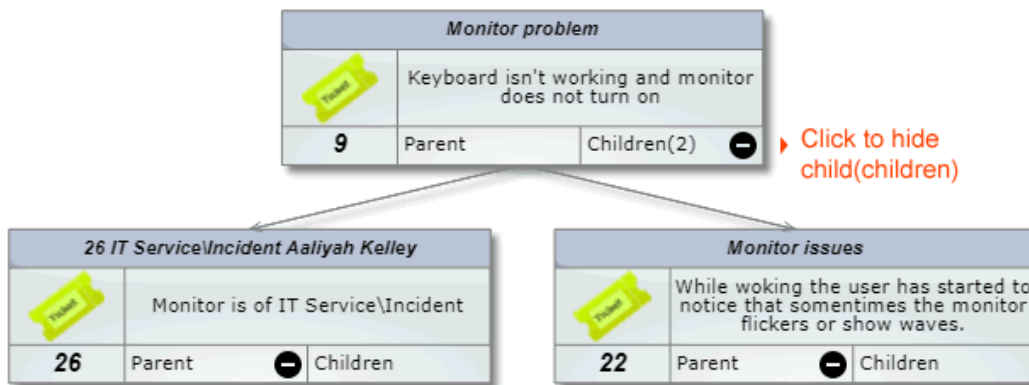 Monitor problem
Ticket
Keyboard isn't working and monitor
does not turn on
9
Parent
Children(2)
Click to hide
child(children)
26 IT Service\Incident Aaliyah Kelley
Ticket
Monitor is of IT Service\Incident
26
Parent
Children
Monitor issues
Ticket
While woking the user has started to
notice that somentimes the monitor
flickers or show waves.
22
Parent
Children